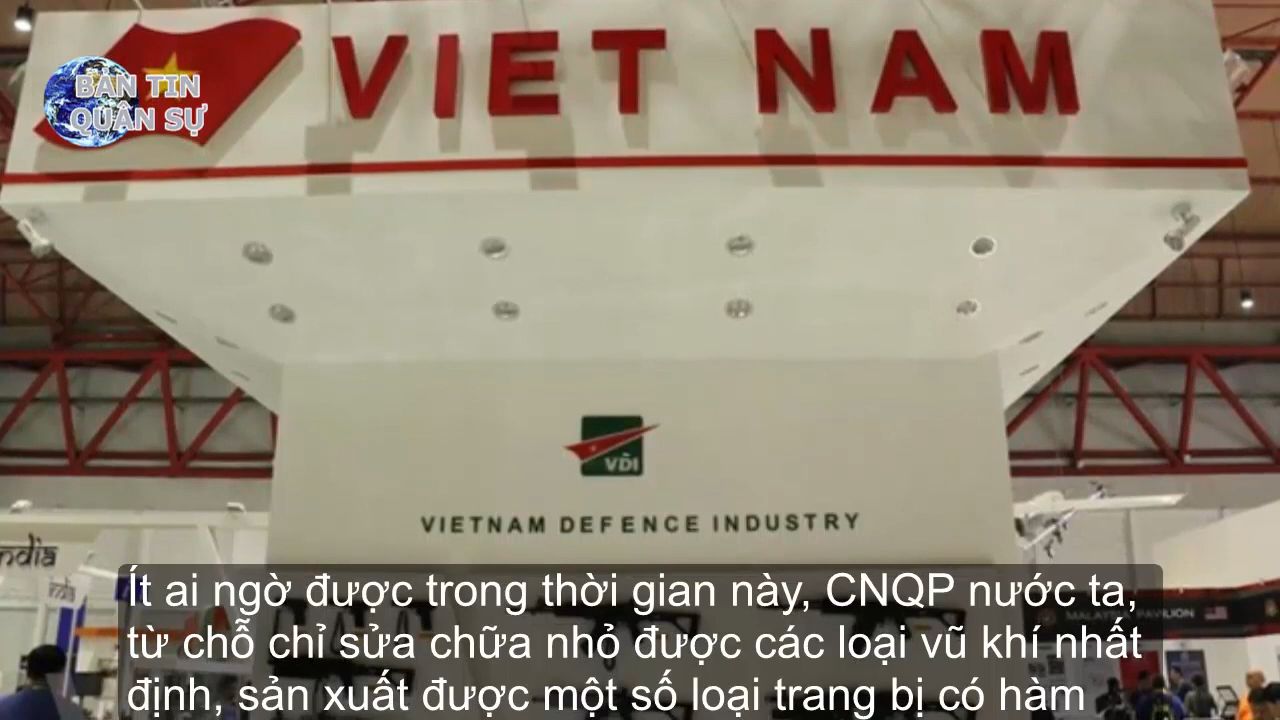 VIET NAM
BẢN TIN
QUÂN SỰ
VDI
VIETNAM DEFENCE INDUSTRY
ndia
India
PAVILION
Ít ai ngờ được trong thời gian này, CNQP nước ta,
từ chỗ chỉ sửa chữa nhỏ được các loại vũ khí nhất
định, sản xuất được một số loại trang bị có hàm